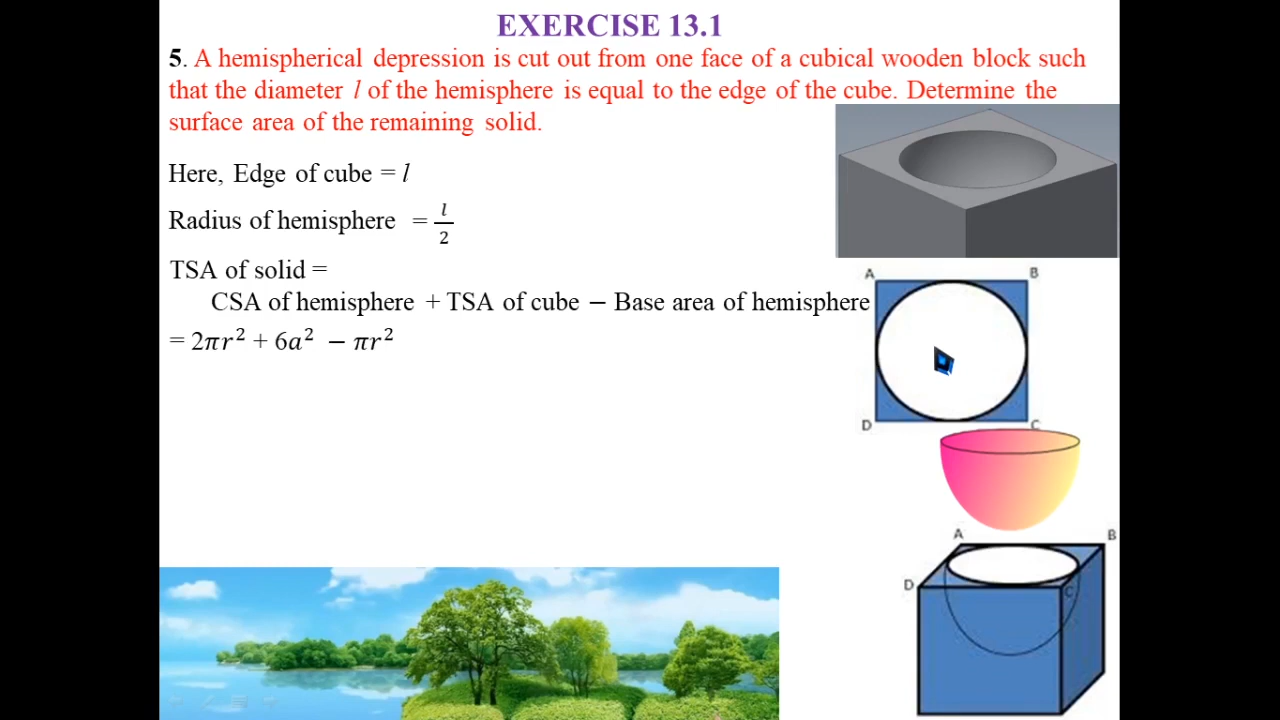 EXERCISE 13.1
5. A hemispherical depression is cut out from one face of a cubical wooden block such
that the diameter l of the hemisphere is equal to the edge of the cube. Determine the
surface area of the remaining solid.
Here, Edge of cube = l
Radius of hemisphere = l/2
TSA of solid =
CSA of hemisphere + TSA of cube − Base area of hemisphere
= 2πr² + 6a² − πr²
A B
D C
A B
D C